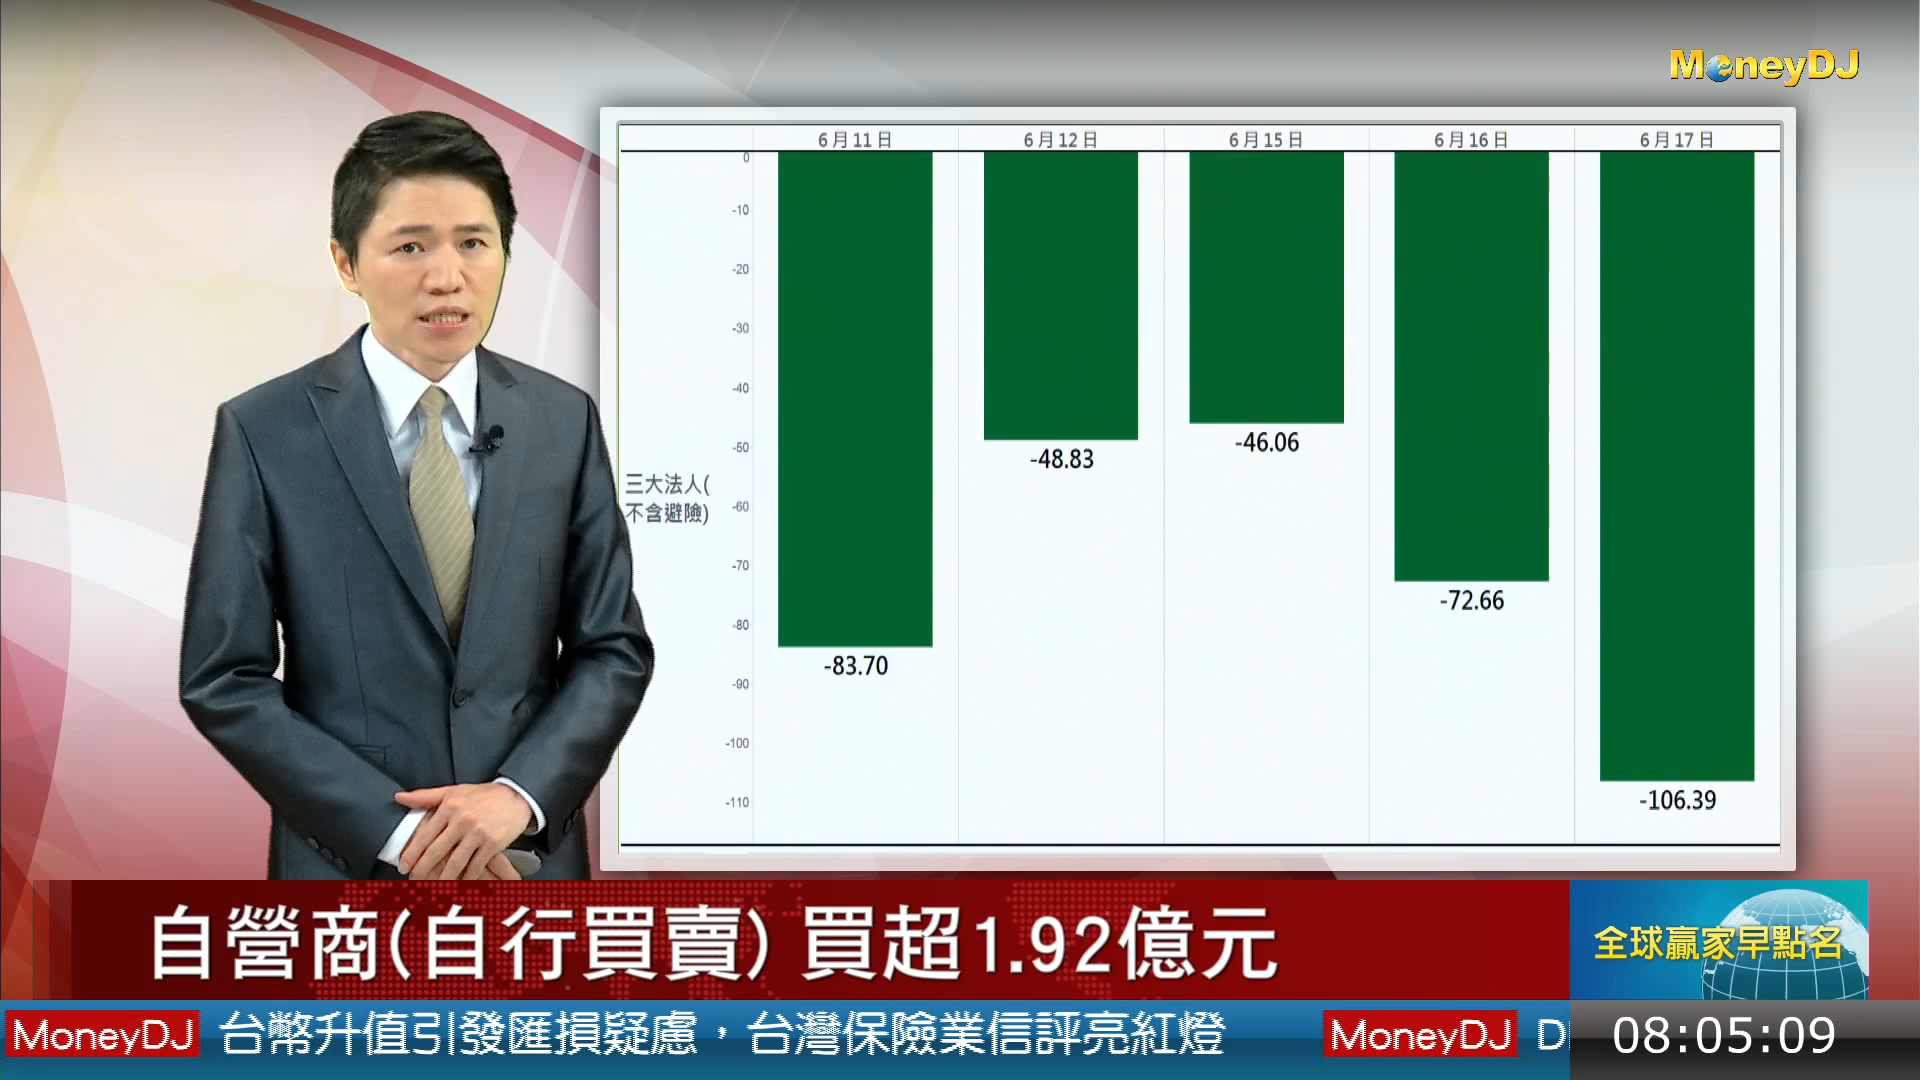 MoneyDJ
6月11日 6月12日 6月15日 6月16日 6月17日
0
-10
-20
-30
-40
-50
-60
-70
-80
-90
-100
-110
三大法人(
不含避險)
-83.70
-48.83
-46.06
-72.66
-106.39
自營商(自行買賣) 買超1.92億元
全球贏家早點名
MoneyDJ 台幣升值引發匯損疑慮，台灣保險業信評亮紅燈 MoneyDJ
08:05:09